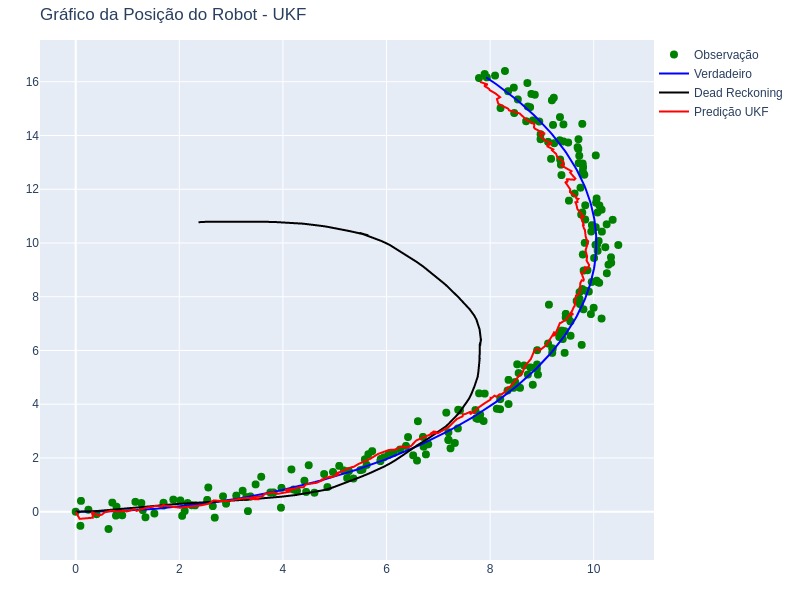 Gráfico da Posição do Robot - UKF
Observação
Verdadeiro
Dead Reckoning
Predição UKF
16
14
12
10
8
6
4
2
0
0 2 4 6 8 10